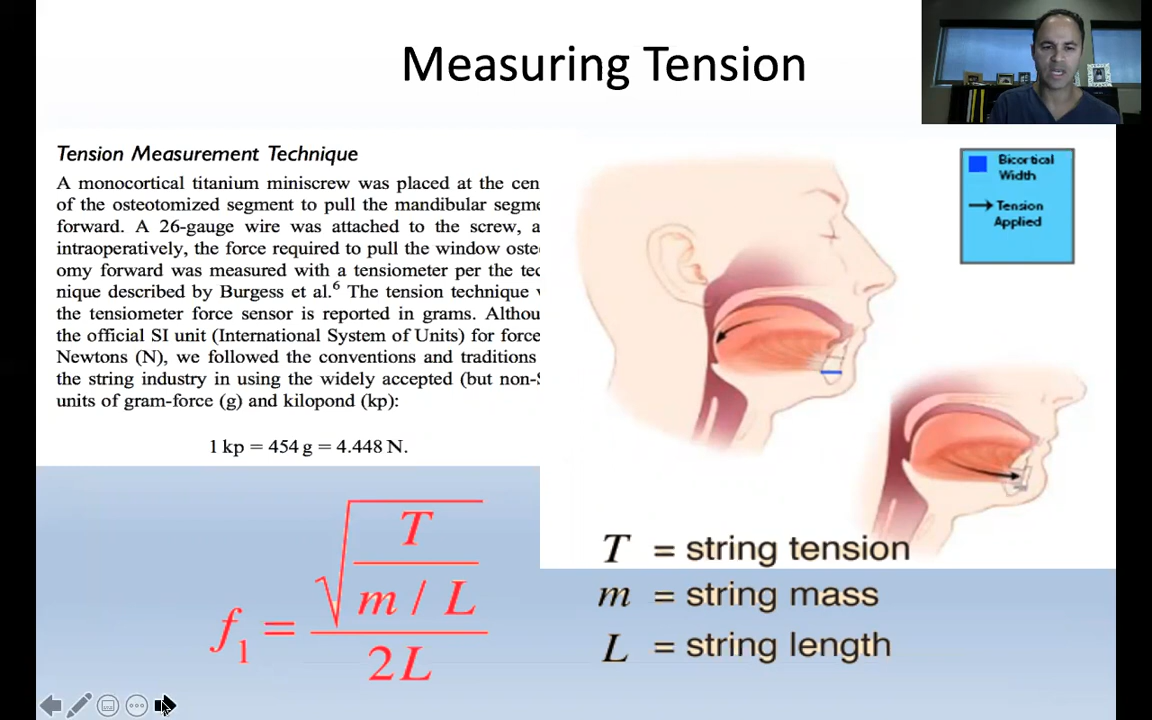 Measuring Tension
Tension Measurement Technique
A monocortical titanium miniscrew was placed at the cen
of the osteotomized segment to pull the mandibular segme
forward. A 26-gauge wire was attached to the screw, a
intraoperatively, the force required to pull the window oste
omy forward was measured with a tensiometer per the tec
nique described by Burgess et al.⁶ The tension technique
the tensiometer force sensor is reported in grams. Althou
the official SI unit (International System of Units) for force
Newtons (N), we followed the conventions and traditions
the string industry in using the widely accepted (but non-
units of gram-force (g) and kilopond (kp):
1 kp = 454 g = 4.448 N.
Bicortical
Width
Tension
Applied
f₁ = √(T / (m / L)) / 2L
T = string tension
m = string mass
L = string length